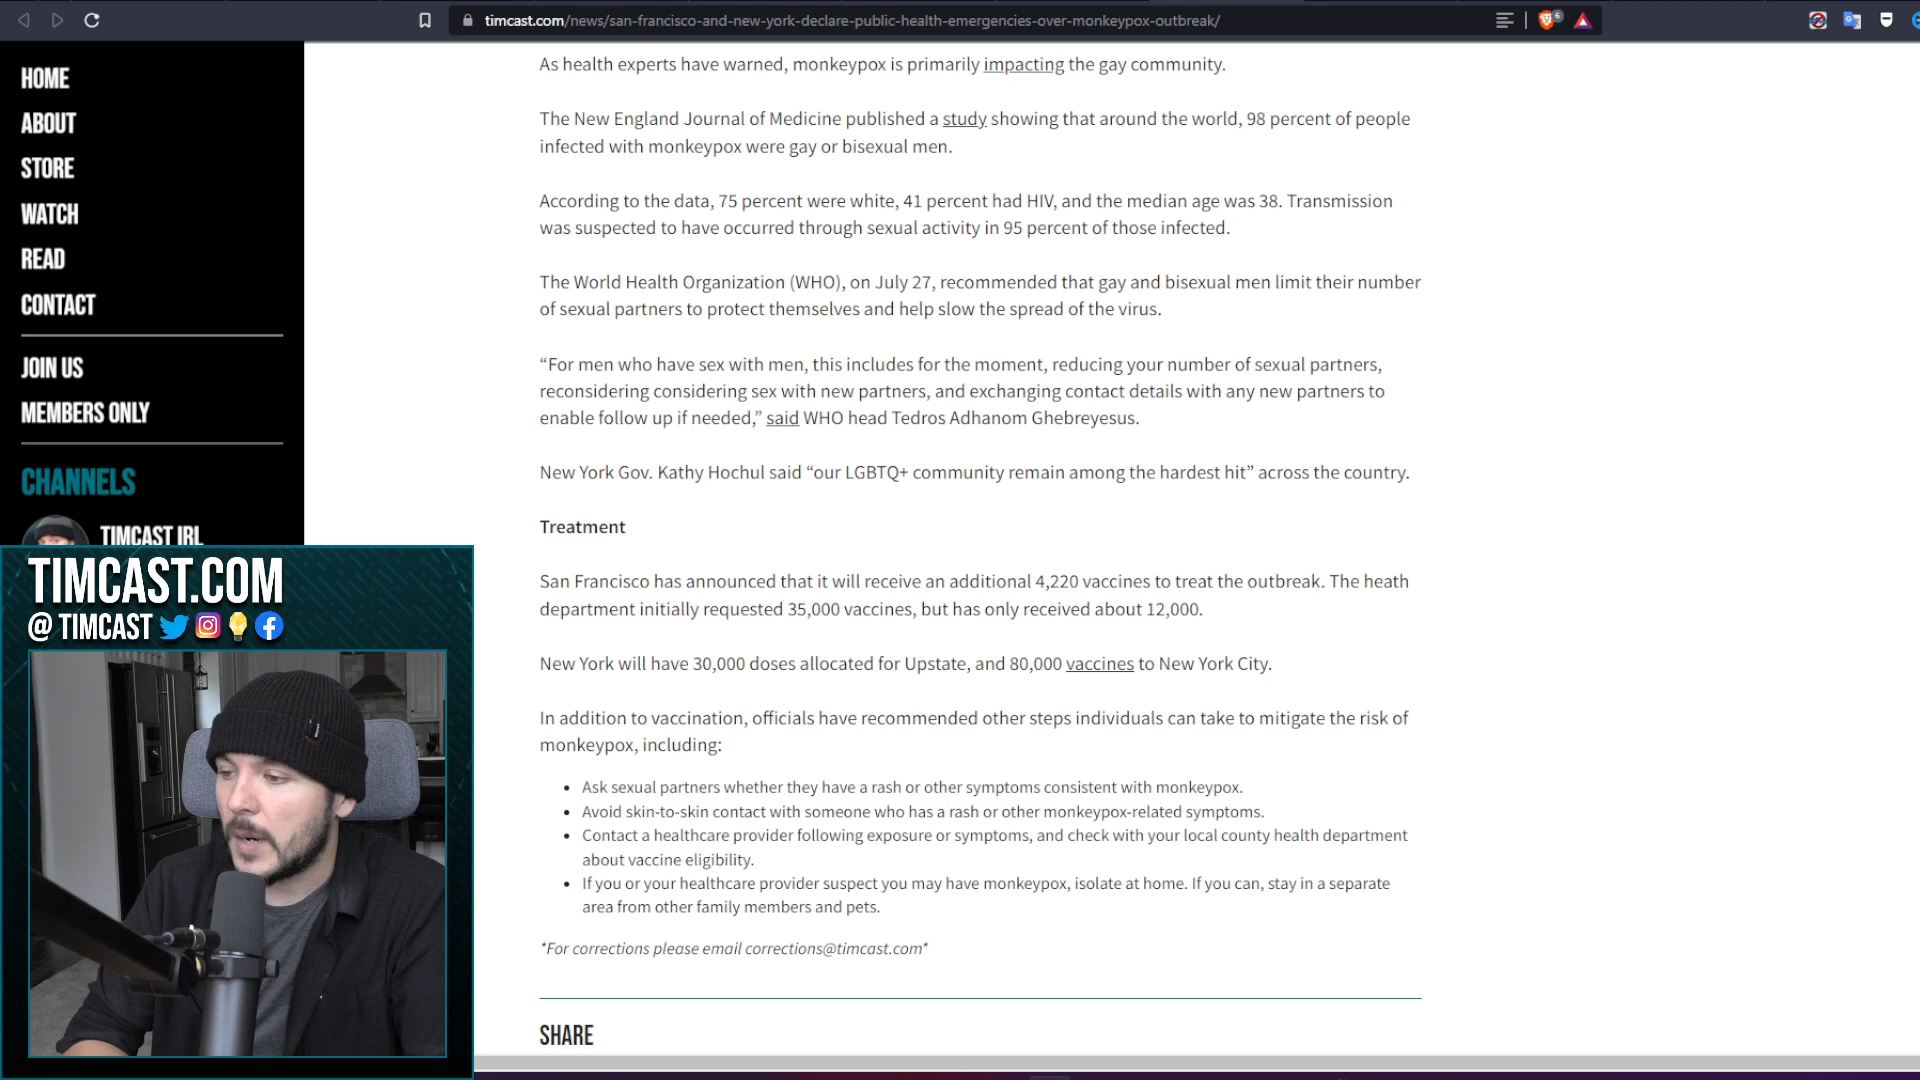 timcast.com/news/san-francisco-and-new-york-declare-public-health-emergencies-over-monkeypox-outbreak/
6
HOME
ABOUT
STORE
WATCH
READ
CONTACT
JOIN US
MEMBERS ONLY
CHANNELS
TIMCAST IRL
As health experts have warned, monkeypox is primarily impacting the gay community.
The New England Journal of Medicine published a study showing that around the world, 98 percent of people
infected with monkeypox were gay or bisexual men.
According to the data, 75 percent were white, 41 percent had HIV, and the median age was 38. Transmission
was suspected to have occurred through sexual activity in 95 percent of those infected.
The World Health Organization (WHO), on July 27, recommended that gay and bisexual men limit their number
of sexual partners to protect themselves and help slow the spread of the virus.
“For men who have sex with men, this includes for the moment, reducing your number of sexual partners,
reconsidering considering sex with new partners, and exchanging contact details with any new partners to
enable follow up if needed,” said WHO head Tedros Adhanom Ghebreyesus.
New York Gov. Kathy Hochul said “our LGBTQ+ community remain among the hardest hit” across the country.
Treatment
San Francisco has announced that it will receive an additional 4,220 vaccines to treat the outbreak. The heath
department initially requested 35,000 vaccines, but has only received about 12,000.
New York will have 30,000 doses allocated for Upstate, and 80,000 vaccines to New York City.
In addition to vaccination, officials have recommended other steps individuals can take to mitigate the risk of
monkeypox, including:
• Ask sexual partners whether they have a rash or other symptoms consistent with monkeypox.
• Avoid skin-to-skin contact with someone who has a rash or other monkeypox-related symptoms.
• Contact a healthcare provider following exposure or symptoms, and check with your local county health department
about vaccine eligibility.
• If you or your healthcare provider suspect you may have monkeypox, isolate at home. If you can, stay in a separate
area from other family members and pets.
*For corrections please email corrections@timcast.com*
SHARE
TIMCAST.COM
@ TIMCAST